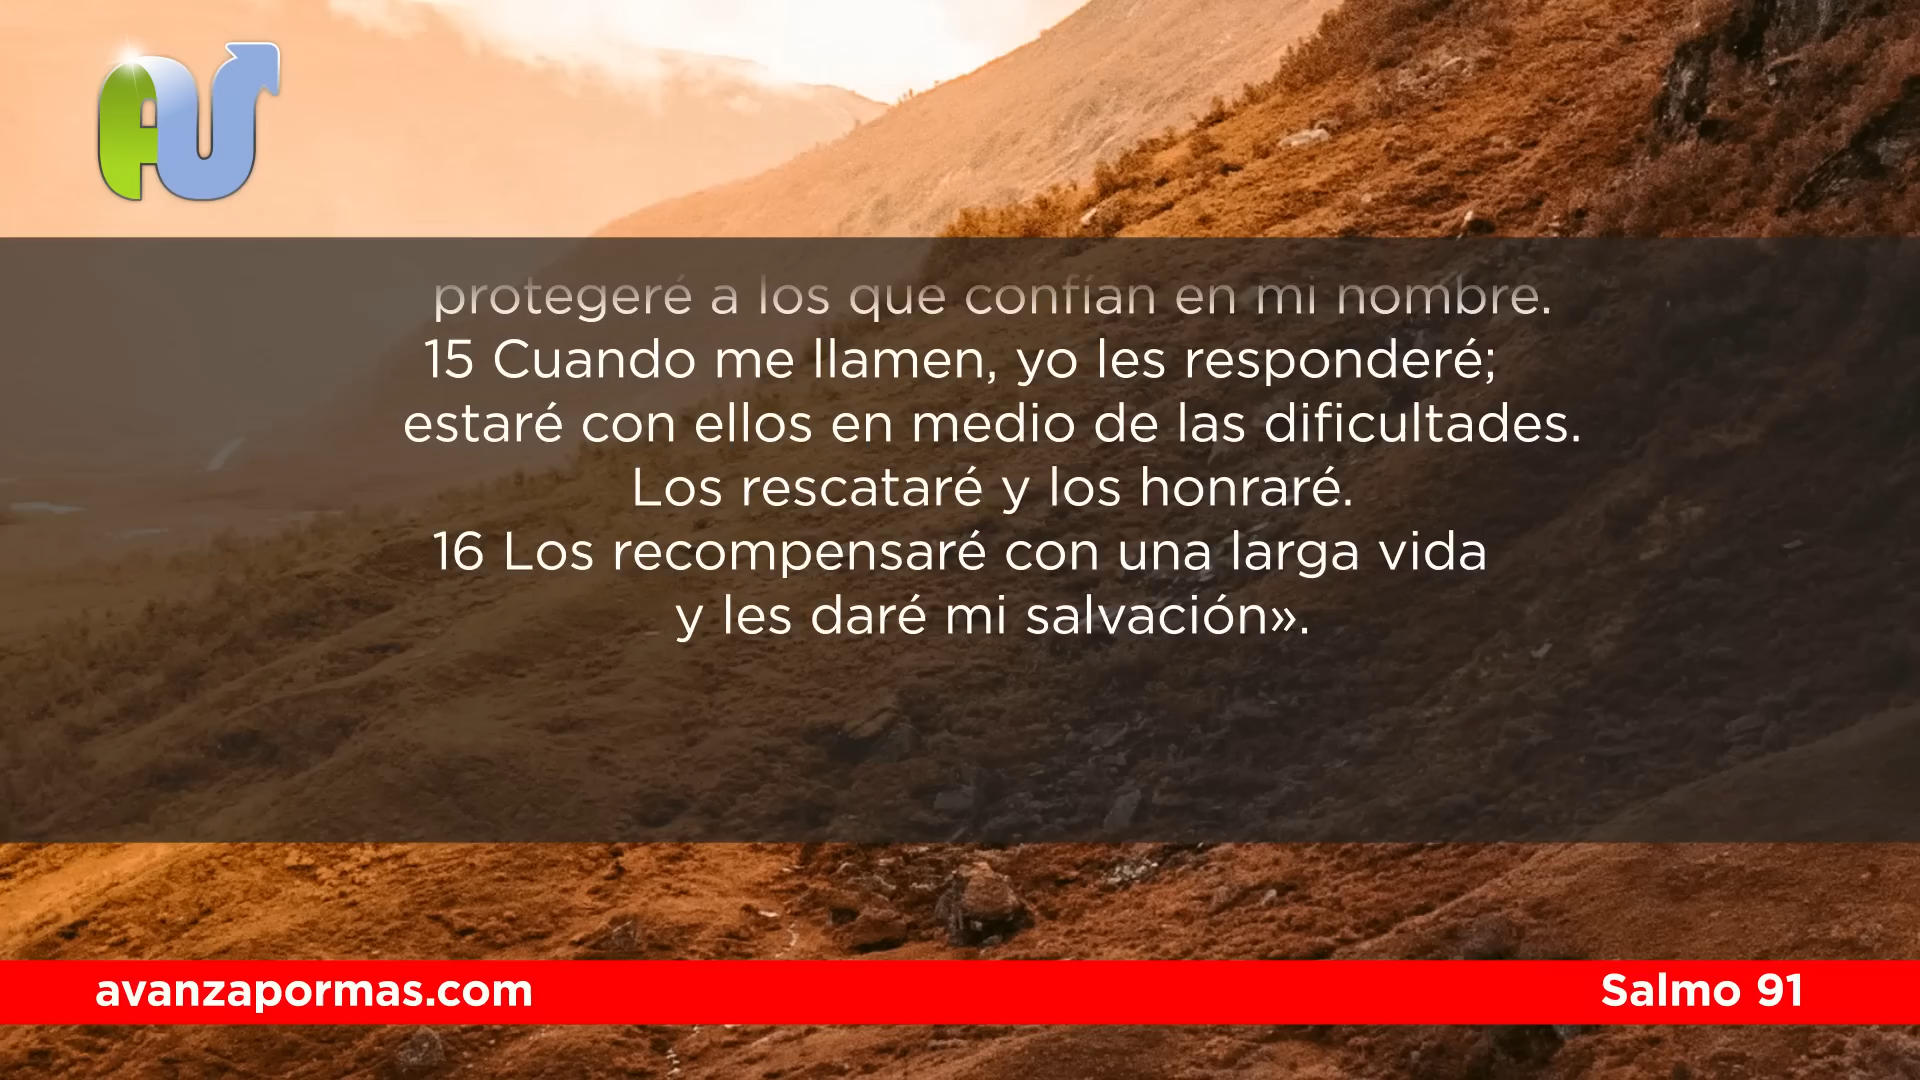 protegeré a los que confían en mi nombre.
15 Cuando me llamen, yo les responderé;
estaré con ellos en medio de las dificultades.
Los rescataré y los honraré.
16 Los recompensaré con una larga vida
y les daré mi salvación».
avanzapormas.com
Salmo 91